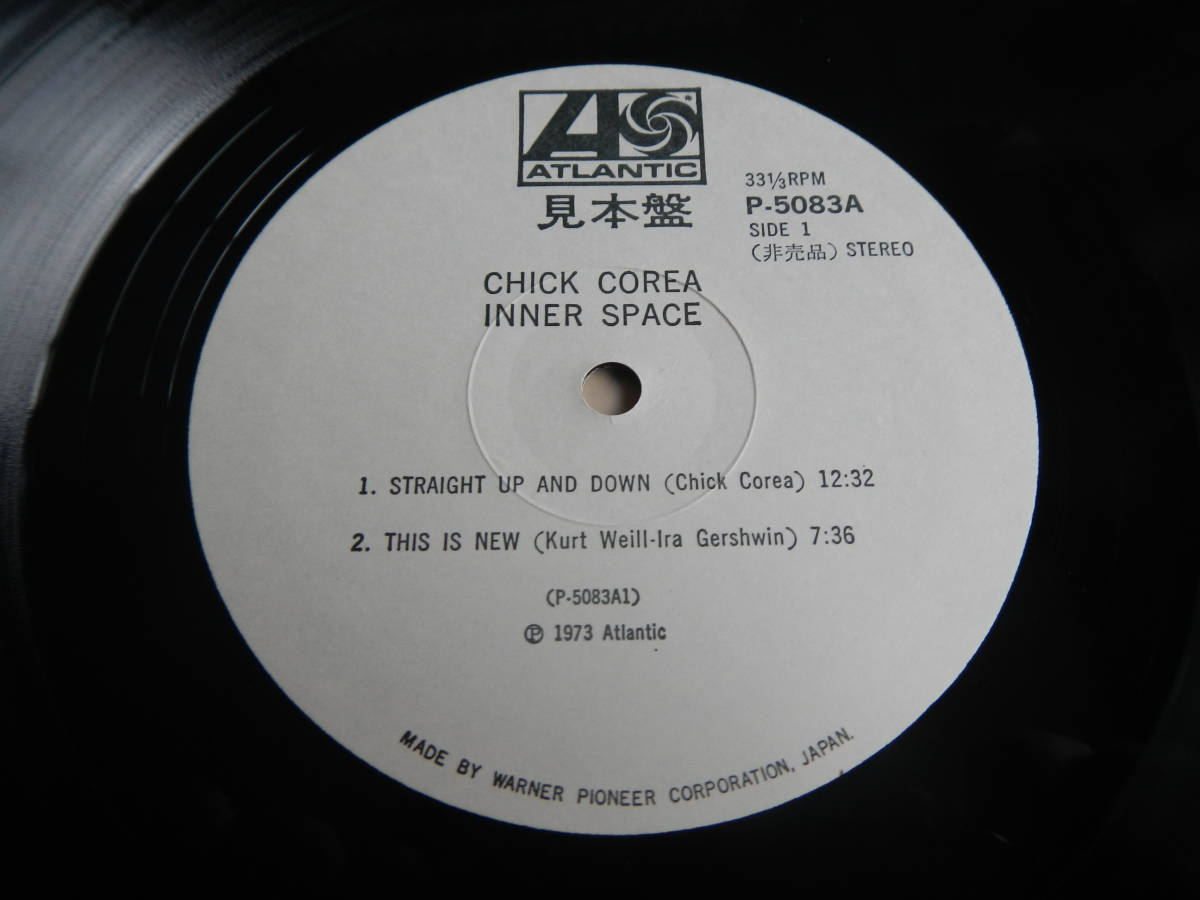 ATLANTIC
見本盤
33⅓RPM
P-5083A
SIDE 1
(非売品) STEREO
CHICK COREA
INNER SPACE
1. STRAIGHT UP AND DOWN (Chick Corea) 12:32
2. THIS IS NEW (Kurt Weill-Ira Gershwin) 7:36
(P-5083A1)
℗ 1973 Atlantic
MADE BY WARNER PIONEER CORPORATION, JAPAN.